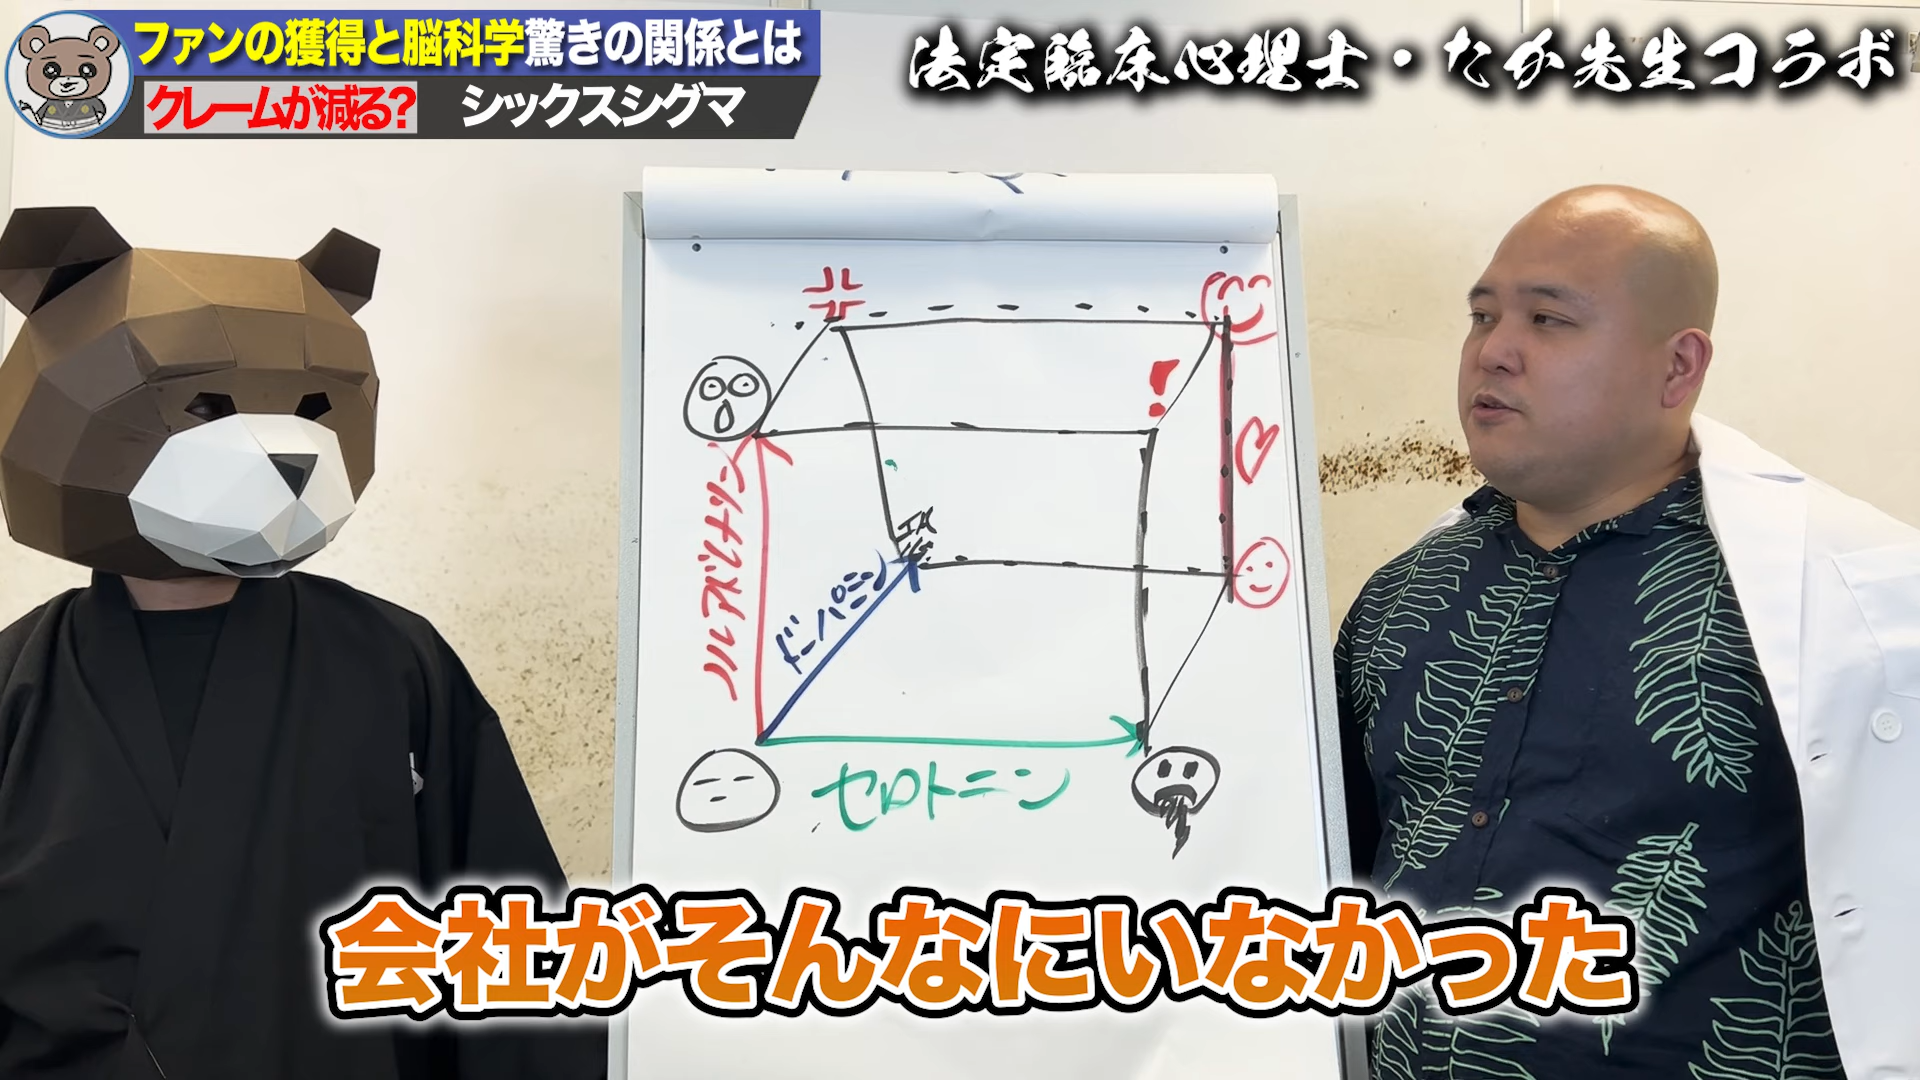 ファンの獲得と脳科学驚きの関係とは
クレームが減る? シックスシグマ
法定臨床心理士・たか先生コラボ
!
ノルアドレナリン
ドーパミン
セロトニン
会社がそんなにいなかった